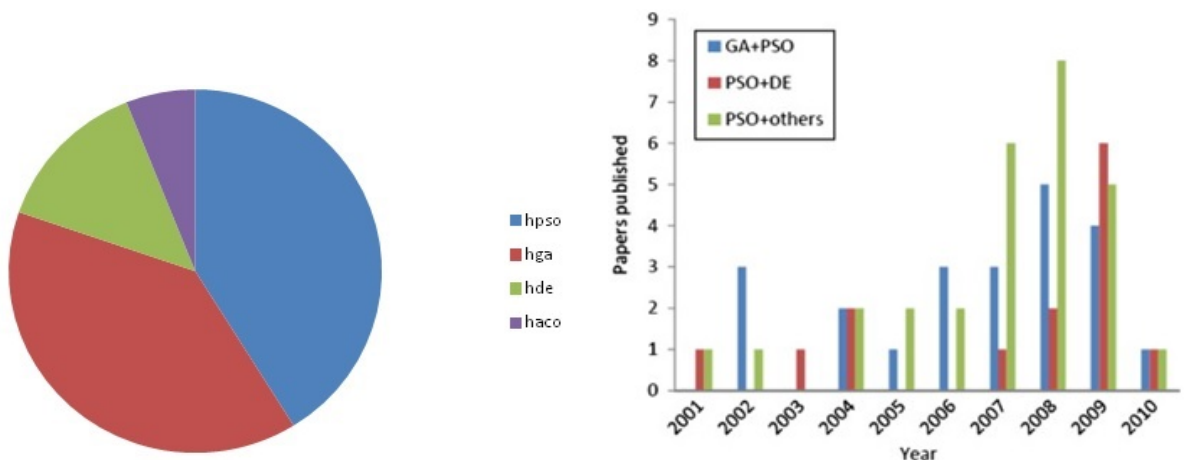 hpso
hga
hde
haco
9
8
7
6
5
4
3
2
1
0
Papers published
GA+PSO
PSO+DE
PSO+others
2001 2002 2003 2004 2005 2006 2007 2008 2009 2010
Year